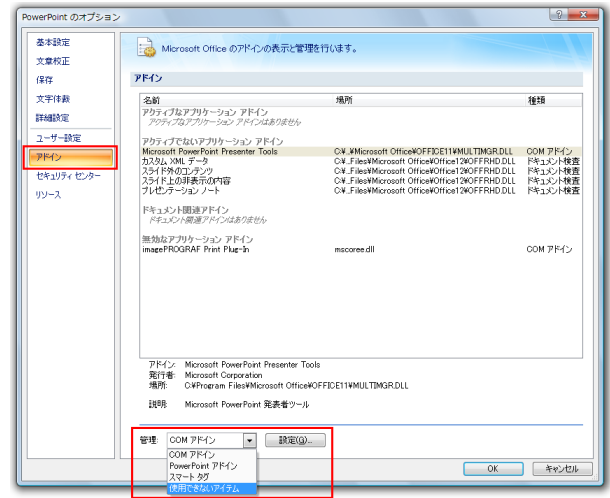 PowerPoint のオプション
基本設定
文章校正
保存
文字体裁
詳細設定
ユーザー設定
アドイン
セキュリティ センター
リソース
Microsoft Office のアドインの表示と管理を行います。
アドイン
名前 場所 種類
アクティブなアプリケーション アドイン
アクティブなアプリケーション アドインはありません
アクティブでないアプリケーション アドイン
Microsoft PowerPoint Presenter Tools C:¥..¥Microsoft Office¥OFFICE11¥MULTIMGR.DLL COM アドイン
カスタム XML データ C:¥..Files¥Microsoft Office¥Office12¥OFFRHD.DLL ドキュメント検査
スライド外のコンテンツ C:¥..Files¥Microsoft Office¥Office12¥OFFRHD.DLL ドキュメント検査
スライド上の非表示の内容 C:¥..Files¥Microsoft Office¥Office12¥OFFRHD.DLL ドキュメント検査
プレゼンテーション ノート C:¥..Files¥Microsoft Office¥Office12¥OFFRHD.DLL ドキュメント検査
ドキュメント関連アドイン
ドキュメント関連アドインはありません
無効なアプリケーション アドイン
imagePROGRAF Print Plug-In mscoree.dll COM アドイン
アドイン: Microsoft PowerPoint Presenter Tools
発行者: Microsoft Corporation
場所: C:¥Program Files¥Microsoft Office¥OFFICE11¥MULTIMGR.DLL
説明: Microsoft PowerPoint 発表者ツール
管理: COM アドイン 設定(G)...
COM アドイン
PowerPoint アドイン
スマート タグ
使用できないアイテム
OK キャンセル